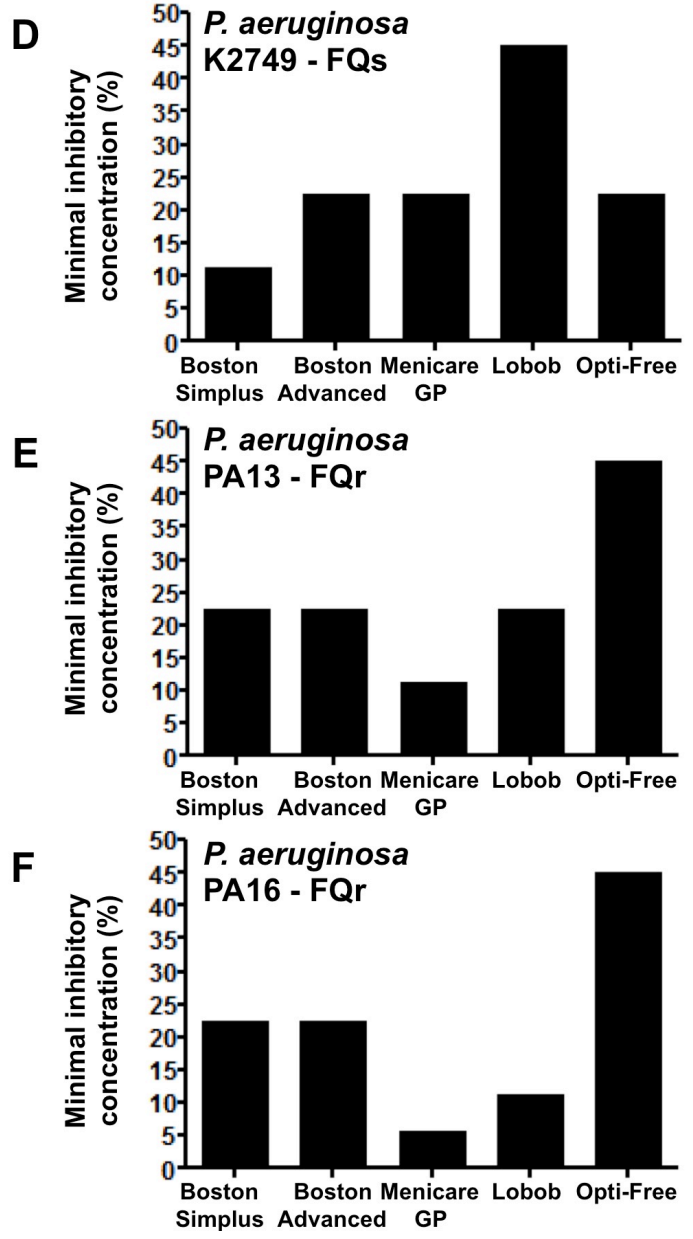 D
P. aeruginosa
K2749 - FQs
Minimal inhibitory
concentration (%)
50
45
40
35
30
25
20
15
10
5
0
Boston Boston Menicare Lobob Opti-Free
Simplus Advanced GP
E
P. aeruginosa
PA13 - FQr
Minimal inhibitory
concentration (%)
50
45
40
35
30
25
20
15
10
5
0
Boston Boston Menicare Lobob Opti-Free
Simplus Advanced GP
F
P. aeruginosa
PA16 - FQr
Minimal inhibitory
concentration (%)
50
45
40
35
30
25
20
15
10
5
0
Boston Boston Menicare Lobob Opti-Free
Simplus Advanced GP